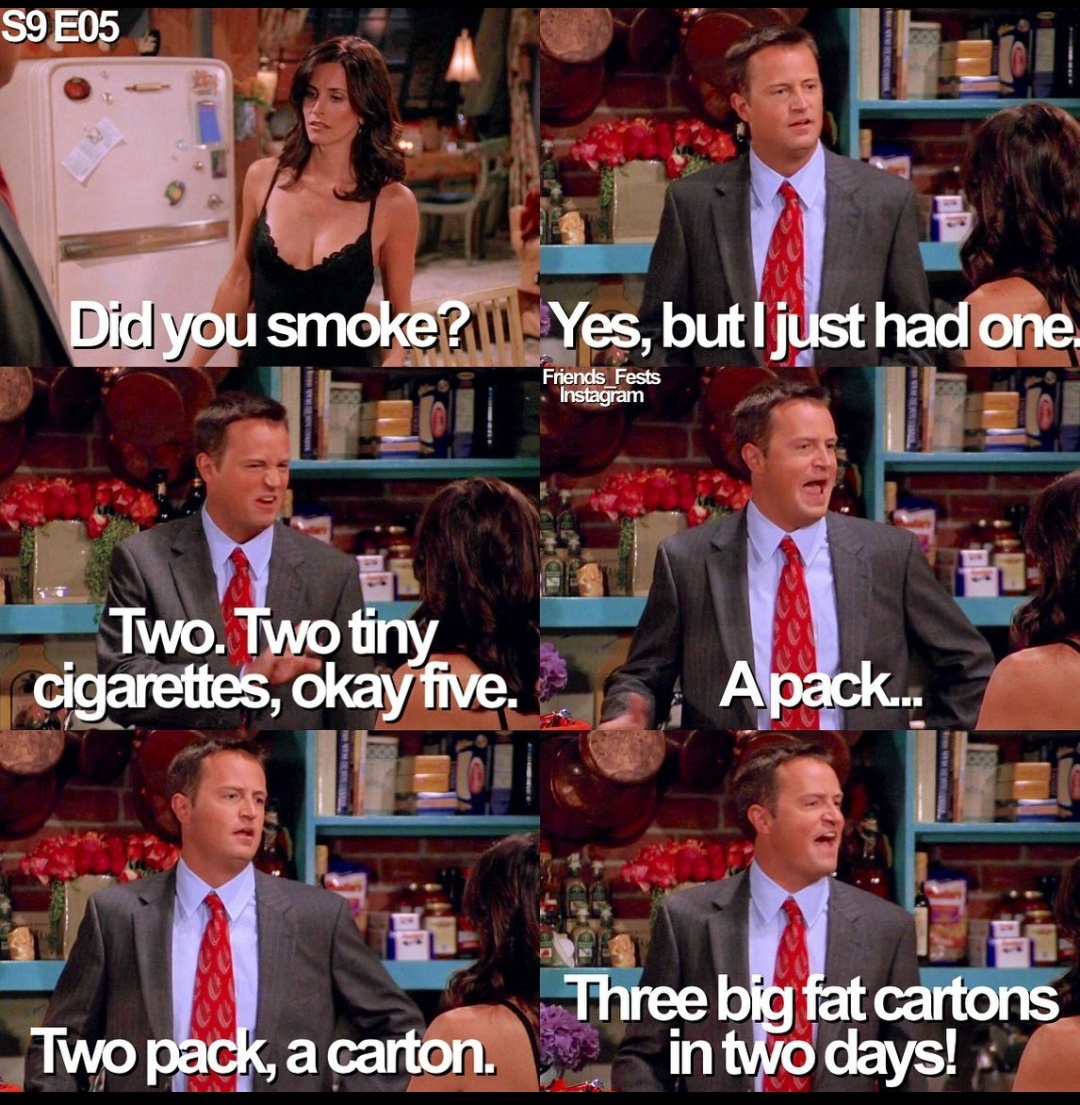 S9 E05
Did you smoke?
Yes, but I just had one.
Two. Two tiny
cigarettes, okay five.
Friends_Fests
Instagram
A pack...
Two pack, a carton.
Three big fat cartons
in two days!